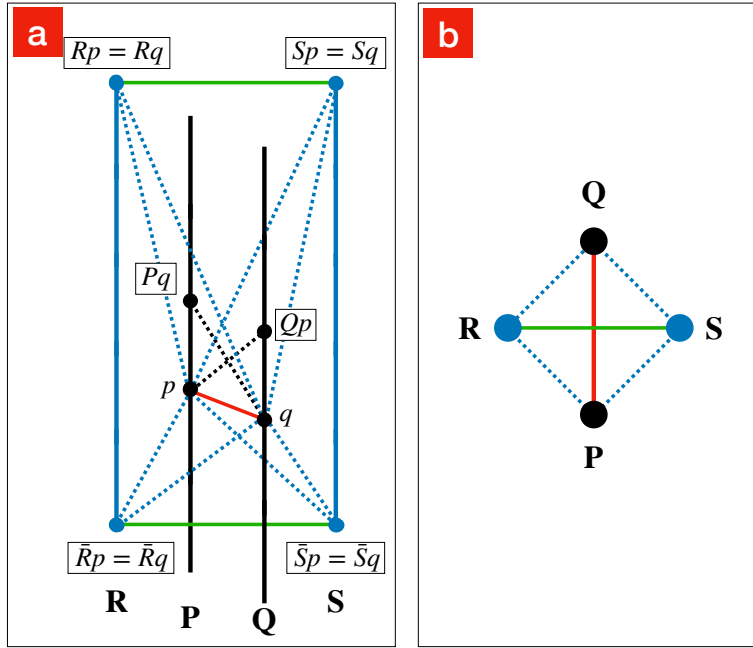 a
Rp = Rq
Sp = Sq
Pq
Qp
p
q
R̄p = R̄q
S̄p = S̄q
R
P
Q
S
b
Q
R
S
P